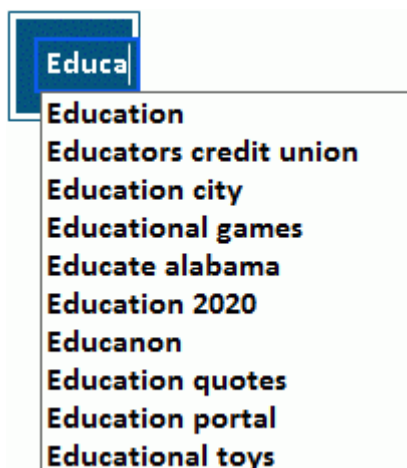 Educa
Education
Educators credit union
Education city
Educational games
Educate alabama
Education 2020
Educanon
Education quotes
Education portal
Educational toys